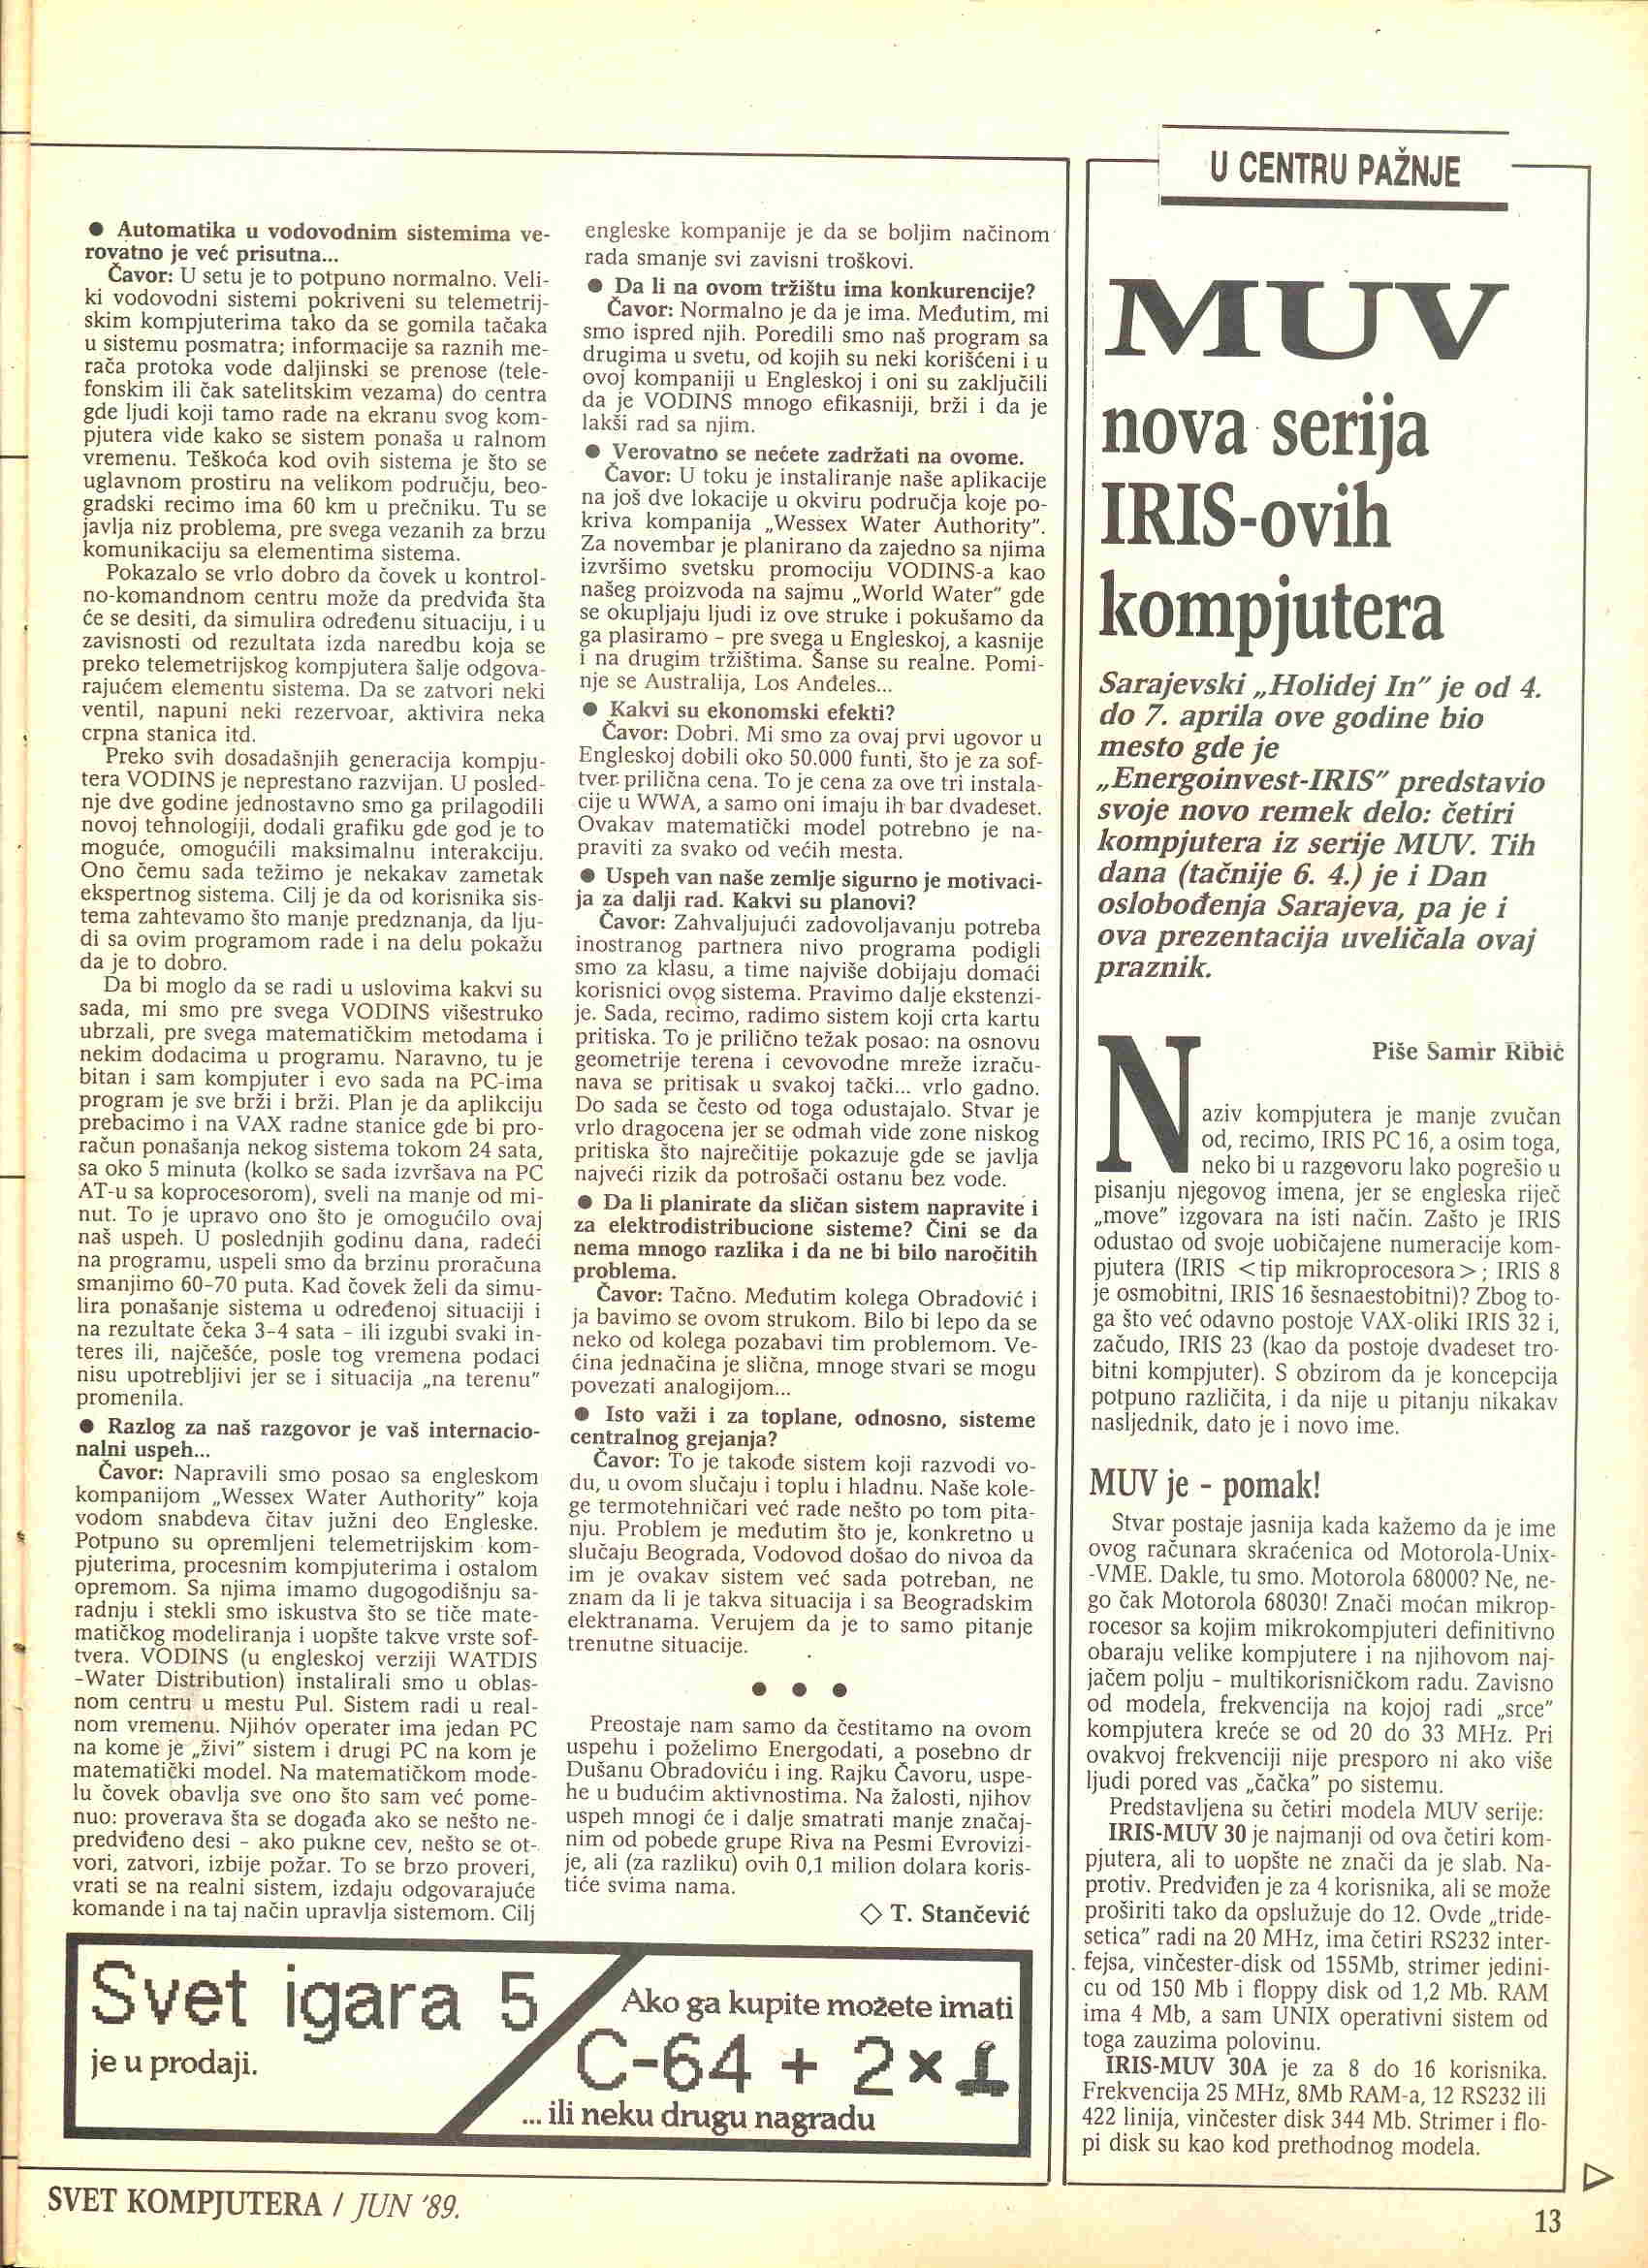 ● Automatika u vodovodnim sistemima ve-
rovatno je već prisutna...
Čavor: U setu je to potpuno normalno. Veli-
ki vodovodni sistemi pokriveni su telemetrij-
skim kompjuterima tako da se gomila tačaka
u sistemu posmatra; informacije sa raznih me-
rača protoka vode daljinski se prenose (tele-
fonskim ili čak satelitskim vezama) do centra
gde ljudi koji tamo rade na ekranu svog kom-
pjutera vide kako se sistem ponaša u ralnom
vremenu. Teškoća kod ovih sistema je što se
uglavnom prostiru na velikom području, beo-
gradski recimo ima 60 km u prečniku. Tu se
javlja niz problema, pre svega vezanih za brzu
komunikaciju sa elementima sistema.
Pokazalo se vrlo dobro da čovek u kontrol-
no-komandnom centru može da predviđa šta
će se desiti, da simulira određenu situaciju, i u
zavisnosti od rezultata izda naredbu koja se
preko telemetrijskog kompjutera šalje odgova-
rajućem elementu sistema. Da se zatvori neki
ventil, napuni neki rezervoar, aktivira neka
crpna stanica itd.
Preko svih dosadašnjih generacija kompju-
tera VODINS je neprestano razvijan. U posled-
nje dve godine jednostavno smo ga prilagodili
novoj tehnologiji, dodali grafiku gde god je to
moguće, omogućili maksimalnu interakciju.
Ono čemu sada težimo je nekakav zametak
ekspertnog sistema. Cilj je da od korisnika sis-
tema zahtevamo što manje predznanja, da lju-
di sa ovim programom rade i na delu pokažu
da je to dobro.
Da bi moglo da se radi u uslovima kakvi su
sada, mi smo pre svega VODINS višestruko
ubrzali, pre svega matematičkim metodama i
nekim dodacima u programu. Naravno, tu je
bitan i sam kompjuter i evo sada na PC-ima
program je sve brži i brži. Plan je da aplikciju
prebacimo i na VAX radne stanice gde bi pro-
račun ponašanja nekog sistema tokom 24 sata,
sa oko 5 minuta (kolko se sada izvršava na PC
AT-u sa koprocesorom), sveli na manje od mi-
nut. To je upravo ono što je omogućilo ovaj
naš uspeh. U poslednjih godinu dana, radeći
na programu, uspeli smo da brzinu proračuna
smanjimo 60-70 puta. Kad čovek želi da simu-
lira ponašanje sistema u određenoj situaciji i
na rezultate čeka 3-4 sata - ili izgubi svaki in-
teres ili, najčešće, posle tog vremena podaci
nisu upotrebljivi jer se i situacija „na terenu”
promenila.
● Razlog za naš razgovor je vaš internacio-
nalni uspeh...
Čavor: Napravili smo posao sa engleskom
kompanijom „Wessex Water Authority” koja
vodom snabdeva čitav južni deo Engleske.
Potpuno su opremljeni telemetrijskim kom-
pjuterima, procesnim kompjuterima i ostalom
opremom. Sa njima imamo dugogodišnju sa-
radnju i stekli smo iskustva što se tiče mate-
matičkog modeliranja i uopšte takve vrste sof-
tvera. VODINS (u engleskoj verziji WATDIS
-Water Distribution) instalirali smo u oblas-
nom centru u mestu Pul. Sistem radi u real-
nom vremenu. Njihov operater ima jedan PC
na kome je „živi” sistem i drugi PC na kom je
matematički model. Na matematičkom mode-
lu čovek obavlja sve ono što sam već pome-
nuo: proverava šta se događa ako se nešto ne-
predviđeno desi - ako pukne cev, nešto se ot-
vori, zatvori, izbije požar. To se brzo proveri,
vrati se na realni sistem, izdaju odgovarajuće
komande i na taj način upravlja sistemom. Cilj
engleske kompanije je da se boljim načinom
rada smanje svi zavisni troškovi.
● Da li na ovom tržištu ima konkurencije?
Čavor: Normalno je da je ima. Međutim, mi
smo ispred njih. Poredili smo naš program sa
drugima u svetu, od kojih su neki korišćeni i u
ovoj kompaniji u Engleskoj i oni su zaključili
da je VODINS mnogo efikasniji, brži i da je
lakši rad sa njim.
● Verovatno se nećete zadržati na ovome.
Čavor: U toku je instaliranje naše aplikacije
na još dve lokacije u okviru područja koje po-
kriva kompanija „Wessex Water Authority”.
Za novembar je planirano da zajedno sa njima
izvršimo svetsku promociju VODINS-a kao
našeg proizvoda na sajmu „World Water” gde
se okupljaju ljudi iz ove struke i pokušamo da
ga plasiramo - pre svega u Engleskoj, a kasnije
i na drugim tržištima. Šanse su realne. Pomi-
nje se Australija, Los Anđeles...
● Kakvi su ekonomski efekti?
Čavor: Dobri. Mi smo za ovaj prvi ugovor u
Engleskoj dobili oko 50.000 funti, što je za sof-
tver prilična cena. To je cena za ove tri instala-
cije u WWA, a samo oni imaju ih bar dvadeset.
Ovakav matematički model potrebno je na-
praviti za svako od većih mesta.
● Uspeh van naše zemlje sigurno je motivaci-
ja za dalji rad. Kakvi su planovi?
Čavor: Zahvaljujući zadovoljavanju potreba
inostranog partnera nivo programa podigli
smo za klasu, a time najviše dobijaju domaći
korisnici ovog sistema. Pravimo dalje ekstenzi-
je. Sada, recimo, radimo sistem koji crta kartu
pritiska. To je prilično težak posao: na osnovu
geometrije terena i cevovodne mreže izraču-
nava se pritisak u svakoj tački... vrlo gadno.
Do sada se često od toga odustajalo. Stvar je
vrlo dragocena jer se odmah vide zone niskog
pritiska što najrečitije pokazuje gde se javlja
najveći rizik da potrošači ostanu bez vode.
● Da li planirate da sličan sistem napravite i
za elektrodistribucione sisteme? Čini se da
nema mnogo razlika i da ne bi bilo naročitih
problema.
Čavor: Tačno. Međutim kolega Obradović i
ja bavimo se ovom strukom. Bilo bi lepo da se
neko od kolega pozabavi tim problemom. Ve-
ćina jednačina je slična, mnoge stvari se mogu
povezati analogijom...
● Isto važi i za toplane, odnosno, sisteme
centralnog grejanja?
Čavor: To je takođe sistem koji razvodi vo-
du, u ovom slučaju i toplu i hladnu. Naše kole-
ge termotehničari već rade nešto po tom pita-
nju. Problem je međutim što je, konkretno u
slučaju Beograda, Vodovod došao do nivoa da
im je ovakav sistem već sada potreban, ne
znam da li je takva situacija i sa Beogradskim
elektranama. Verujem da je to samo pitanje
trenutne situacije.
● ● ●
Preostaje nam samo da čestitamo na ovom
uspehu i poželimo Energodati, a posebno dr
Dušanu Obradoviću i ing. Rajku Čavoru, uspe-
he u budućim aktivnostima. Na žalosti, njihov
uspeh mnogi će i dalje smatrati manje značaj-
nim od pobede grupe Riva na Pesmi Evrovizi-
je, ali (za razliku) ovih 0,1 milion dolara koris-
tiće svima nama.
◇ T. Stančević
Svet igara 5
je u prodaji.
Ako ga kupite možete imati
C-64 + 2×
... ili neku drugu nagradu
U CENTRU PAŽNJE
MUV
nova serija
IRIS-ovih
kompjutera
Sarajevski „Holidej In” je od 4.
do 7. aprila ove godine bio
mesto gde je
„Energoinvest-IRIS” predstavio
svoje novo remek delo: četiri
kompjutera iz serije MUV. Tih
dana (tačnije 6. 4.) je i Dan
oslobođenja Sarajeva, pa je i
ova prezentacija uveličala ovaj
praznik.
Piše Samir Ribić
Naziv kompjutera je manje zvučan
od, recimo, IRIS PC 16, a osim toga,
neko bi u razgovoru lako pogrešio u
pisanju njegovog imena, jer se engleska riječ
„move” izgovara na isti način. Zašto je IRIS
odustao od svoje uobičajene numeracije kom-
pjutera (IRIS <tip mikroprocesora>; IRIS 8
je osmobitni, IRIS 16 šesnaestobitni)? Zbog to-
ga što već odavno postoje VAX-oliki IRIS 32 i,
začudo, IRIS 23 (kao da postoje dvadeset tro-
bitni kompjuter). S obzirom da je koncepcija
potpuno različita, i da nije u pitanju nikakav
nasljednik, dato je i novo ime.
MUV je - pomak!
Stvar postaje jasnija kada kažemo da je ime
ovog računara skraćenica od Motorola-Unix-
-VME. Dakle, tu smo. Motorola 68000? Ne, ne-
go čak Motorola 68030! Znači moćan mikrop-
rocesor sa kojim mikrokompjuteri definitivno
obaraju velike kompjutere i na njihovom naj-
jačem polju - multikorisničkom radu. Zavisno
od modela, frekvencija na kojoj radi „srce”
kompjutera kreće se od 20 do 33 MHz. Pri
ovakvoj frekvenciji nije presporo ni ako više
ljudi pored vas „čačka” po sistemu.
Predstavljena su četiri modela MUV serije:
IRIS-MUV 30 je najmanji od ova četiri kom-
pjutera, ali to uopšte ne znači da je slab. Na-
protiv. Predviđen je za 4 korisnika, ali se može
proširiti tako da opslužuje do 12. Ovde „tride-
setica” radi na 20 MHz, ima četiri RS232 inter-
fejsa, vinčester-disk od 155Mb, strimer jedini-
cu od 150 Mb i floppy disk od 1,2 Mb. RAM
ima 4 Mb, a sam UNIX operativni sistem od
toga zauzima polovinu.
IRIS-MUV 30A je za 8 do 16 korisnika.
Frekvencija 25 MHz, 8Mb RAM-a, 12 RS232 ili
422 linija, vinčester disk 344 Mb. Strimer i flo-
pi disk su kao kod prethodnog modela.
SVET KOMPJUTERA / JUN '89.
13